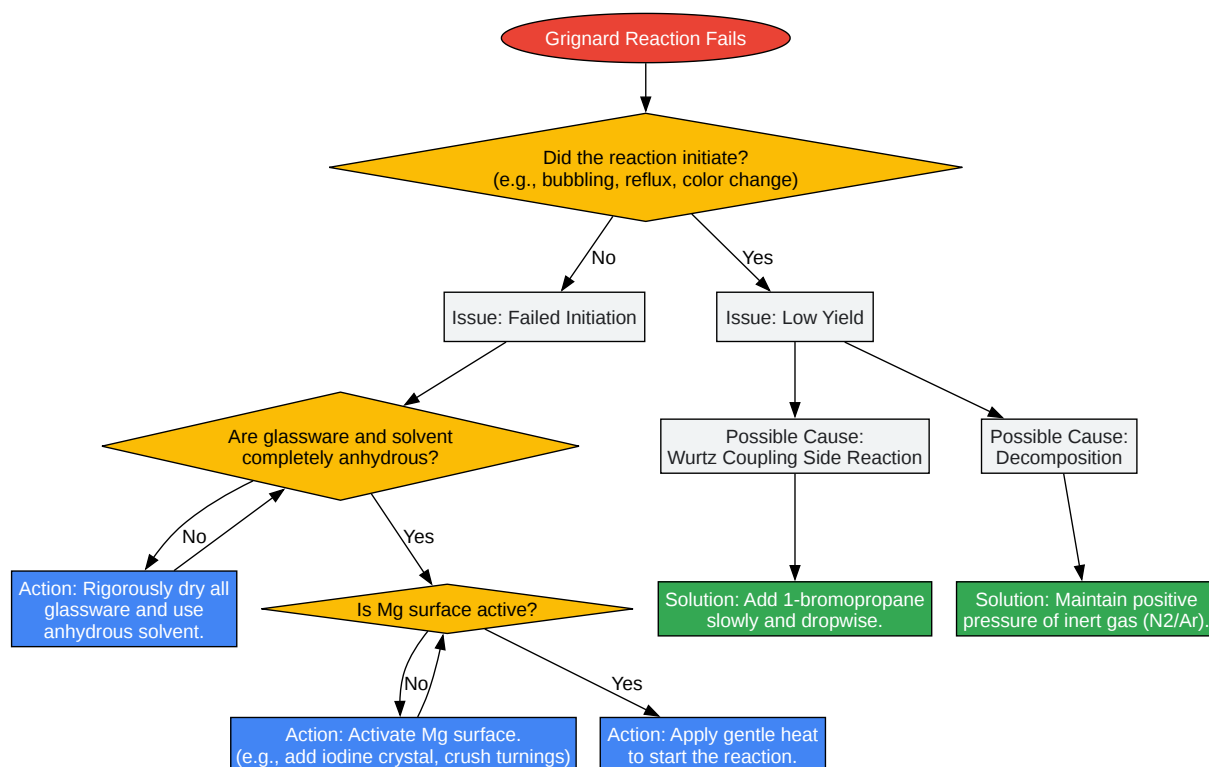 Grignard Reaction Fails
Did the reaction initiate?
(e.g., bubbling, reflux, color change)
No
Yes
Issue: Failed Initiation
Issue: Low Yield
Are glassware and solvent
completely anhydrous?
Possible Cause:
Wurtz Coupling Side Reaction
Possible Cause:
Decomposition
No
Yes
Action: Rigorously dry all
glassware and use
anhydrous solvent.
Is Mg surface active?
Solution: Add 1-bromopropane
slowly and dropwise.
Solution: Maintain positive
pressure of inert gas (N2/Ar).
No
Yes
Action: Activate Mg surface.
(e.g., add iodine crystal, crush turnings)
Action: Apply gentle heat
to start the reaction.